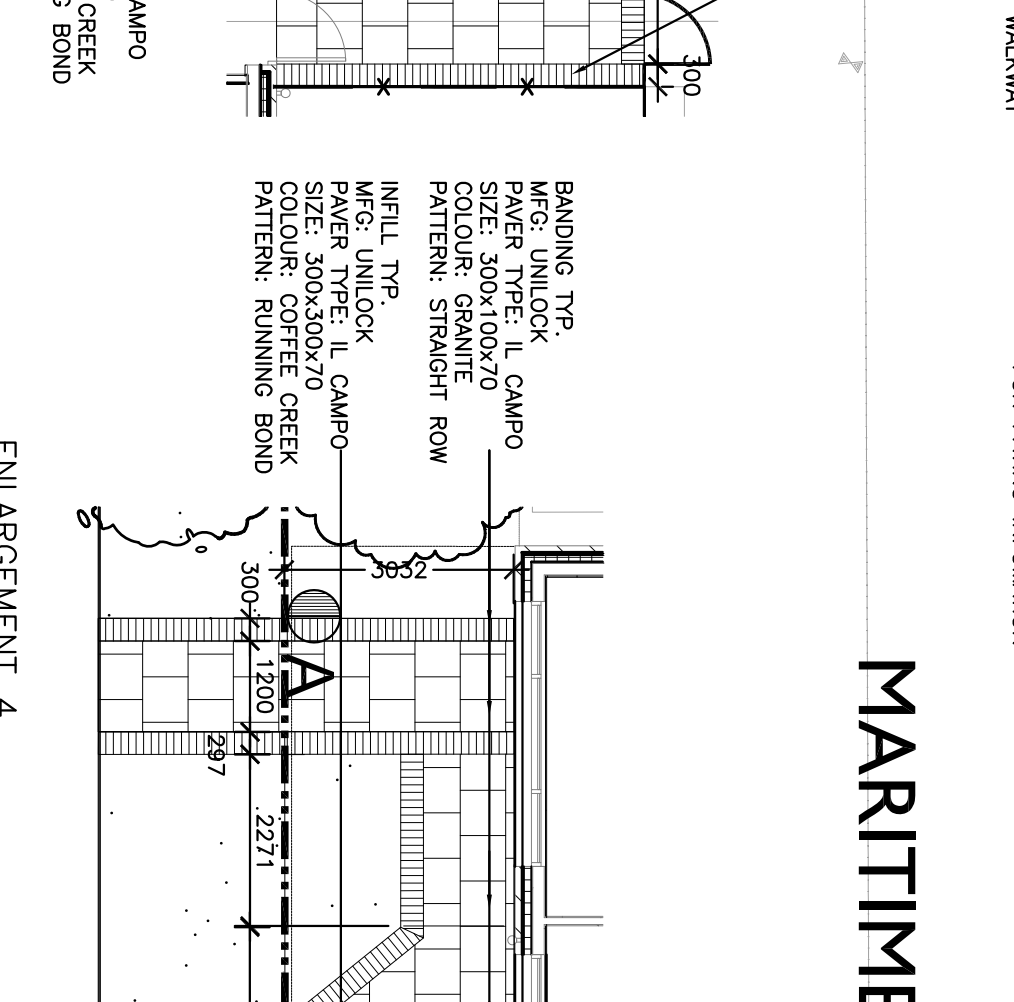 AMPO
CREEK
G BOND
300
WALKWAY
BANDING TYP.
MFG: UNILOCK
PAVER TYPE: IL CAMPO
SIZE: 300x100x70
COLOUR: GRANITE
PATTERN: STRAIGHT ROW
INFILL TYP.
MFG: UNILOCK
PAVER TYPE: IL CAMPO
SIZE: 300x300x70
COLOUR: COFFEE CREEK
PATTERN: RUNNING BOND
3032
300
A
1200
297
2271
MARITIME
ENLARGEMENT 4